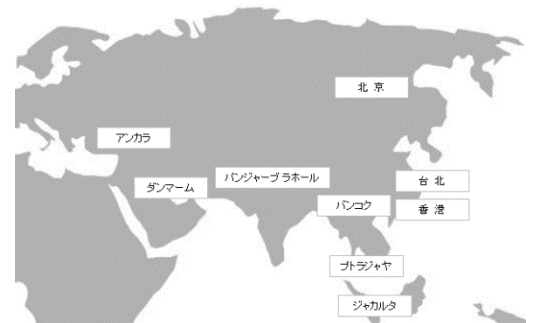 北 京
アンカラ
パンジャーブ ラホール
台 北
ダンマーム
バンコク
香 港
プトラジャヤ
ジャカルタ